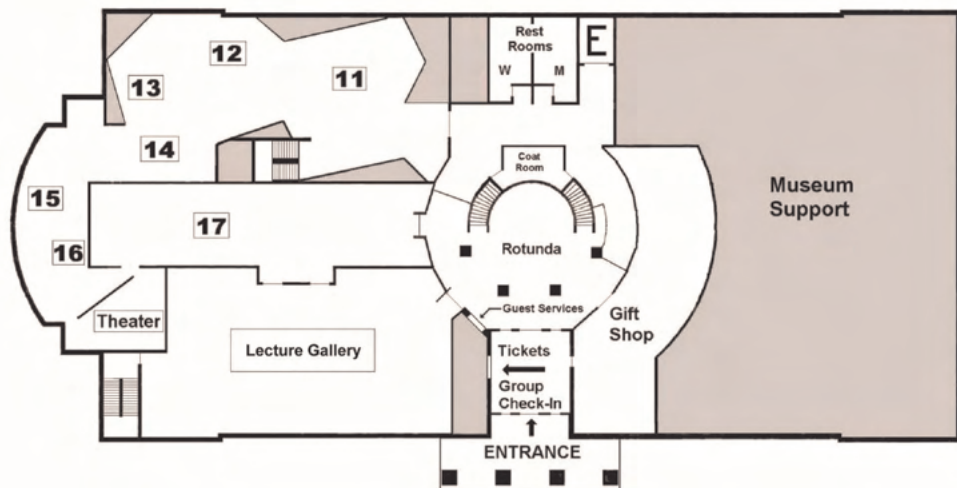 12
11
13
14
15
16
17
Rest
Rooms
W
M
E
Coat
Room
Museum
Support
Rotunda
Guest Services
Gift
Shop
Theater
Lecture Gallery
Tickets
Group
Check-In
ENTRANCE